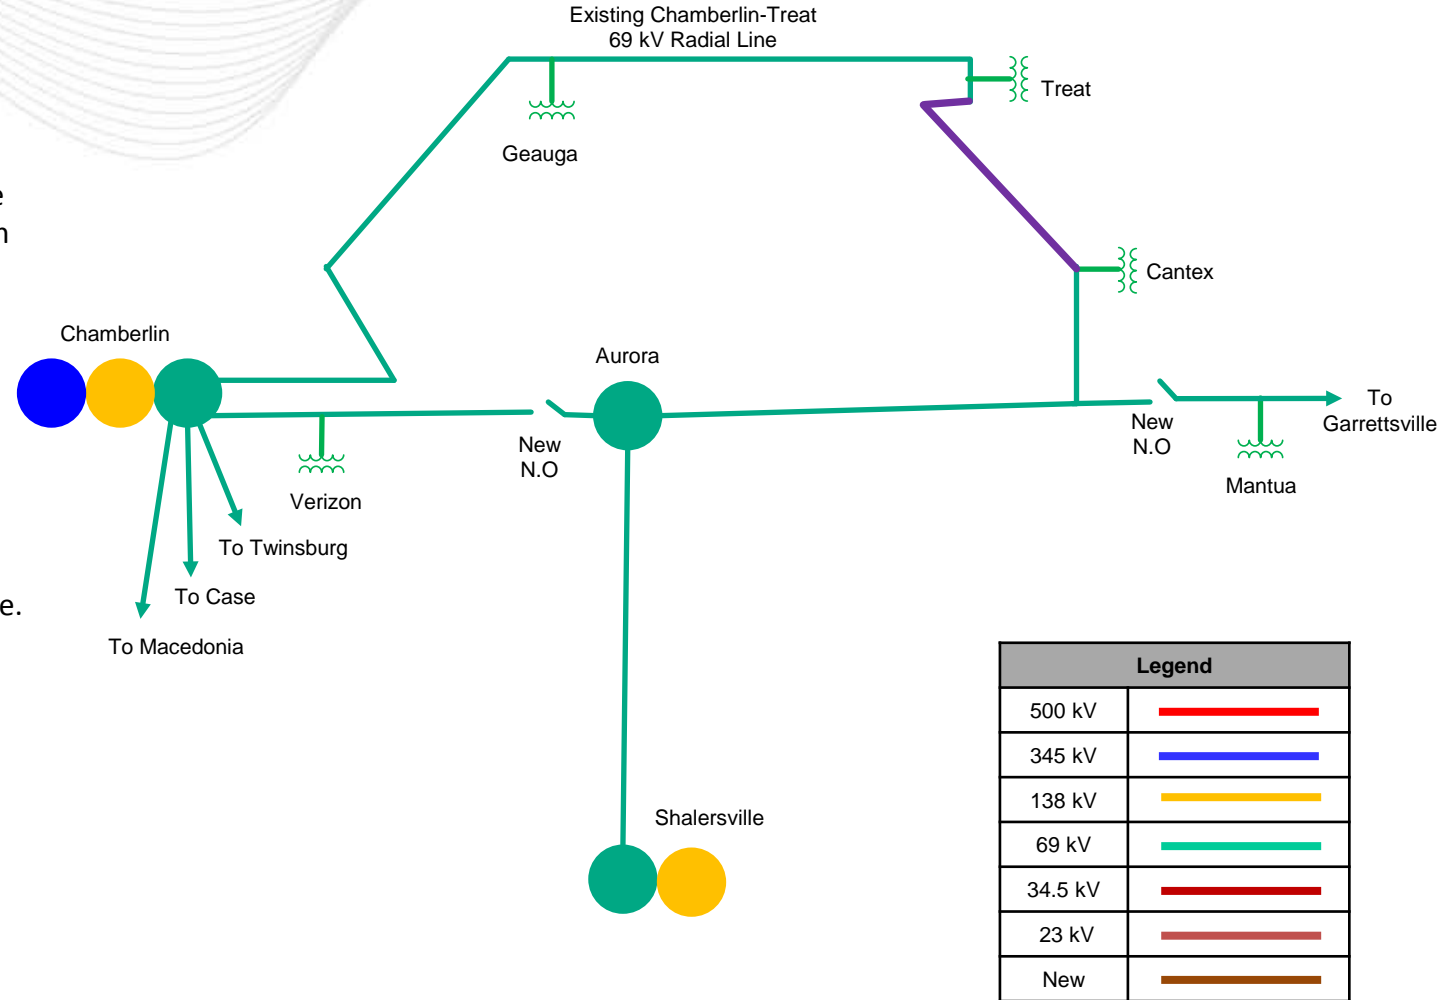 Existing Chamberlin-Treat
69 kV Radial Line
Treat
Geauga
e
n
Cantex
Chamberlin
Aurora
To
Garrettsville
New
N.O
New
N.O
Mantua
Verizon
To Twinsburg
To Case
e.
To Macedonia
Legend
500 kV
345 kV
138 kV
69 kV
34.5 kV
23 kV
New
Shalersville